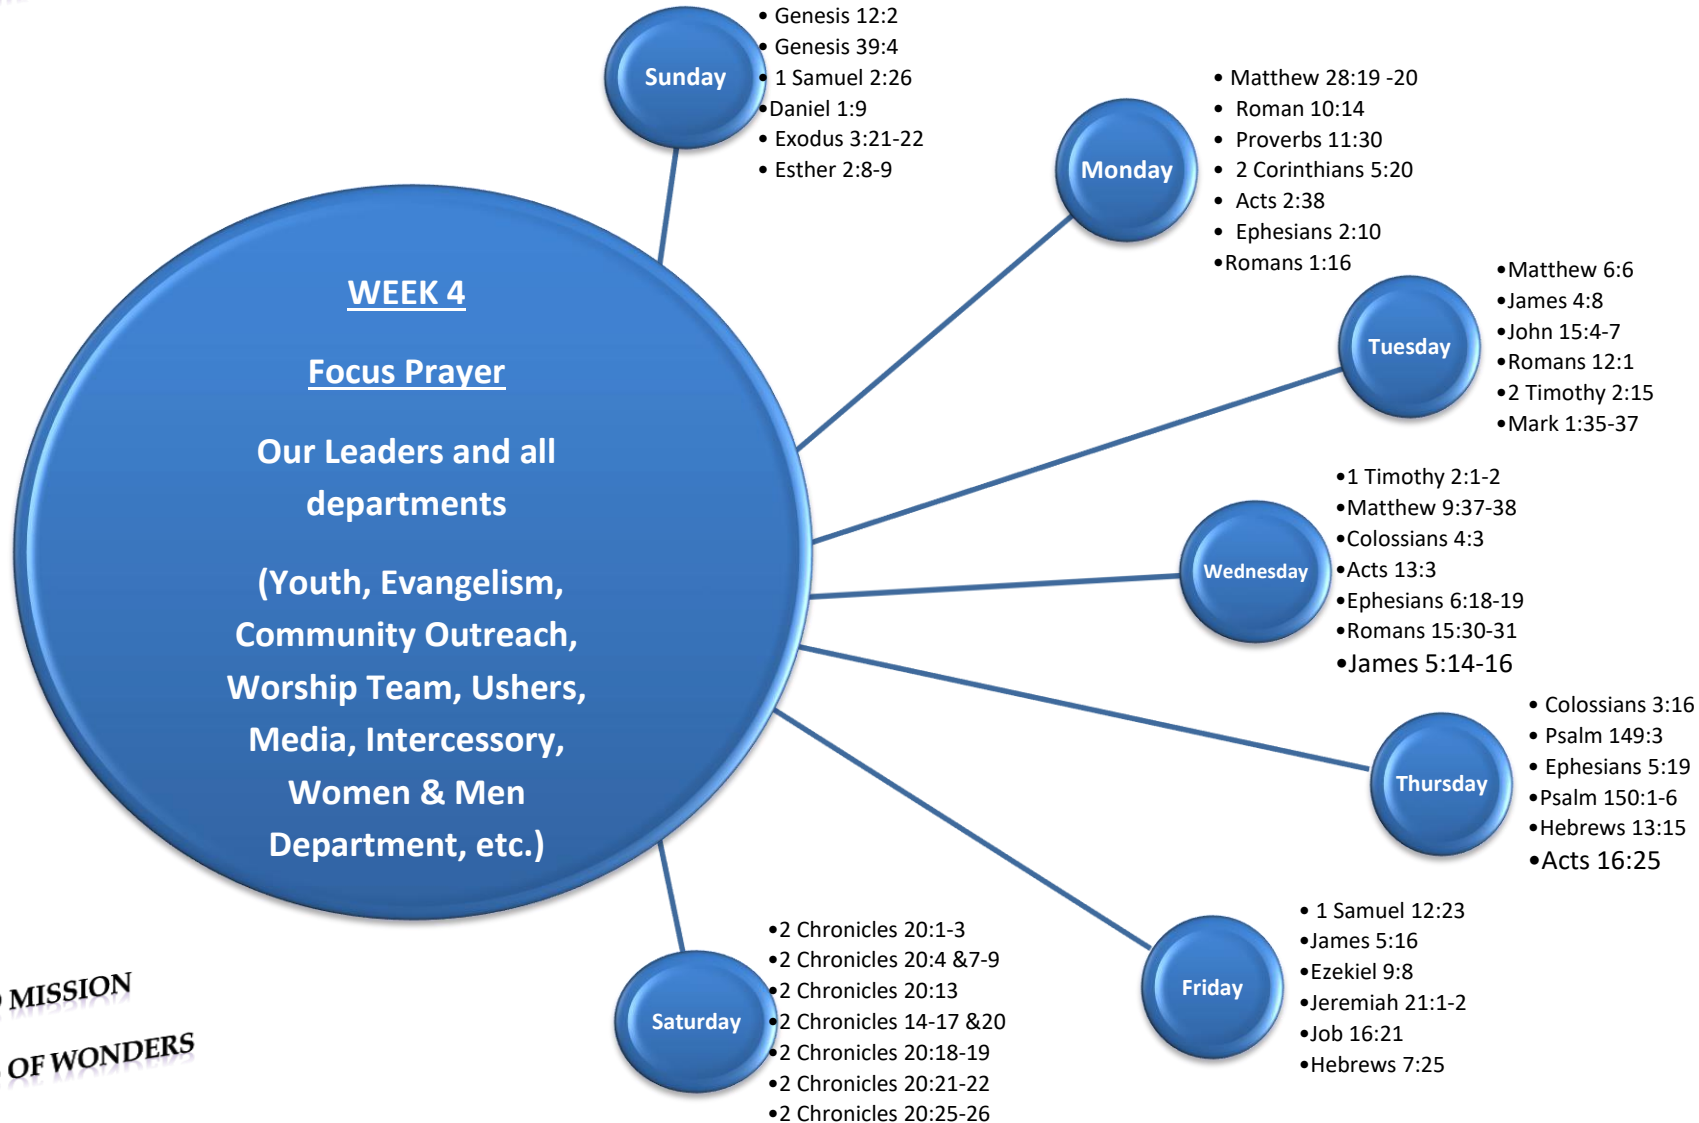 WEEK 4
Focus Prayer
Our Leaders and all
departments
(Youth, Evangelism,
Community Outreach,
Worship Team, Ushers,
Media, Intercessory,
Women & Men
Department, etc.)
Sunday
• Genesis 12:2
• Genesis 39:4
• 1 Samuel 2:26
•Daniel 1:9
• Exodus 3:21-22
• Esther 2:8-9
Monday
• Matthew 28:19 -20
• Roman 10:14
• Proverbs 11:30
• 2 Corinthians 5:20
• Acts 2:38
• Ephesians 2:10
•Romans 1:16
Tuesday
•Matthew 6:6
•James 4:8
•John 15:4-7
•Romans 12:1
•2 Timothy 2:15
•Mark 1:35-37
Wednesday
•1 Timothy 2:1-2
•Matthew 9:37-38
•Colossians 4:3
•Acts 13:3
•Ephesians 6:18-19
•Romans 15:30-31
•James 5:14-16
Thursday
• Colossians 3:16
• Psalm 149:3
• Ephesians 5:19
•Psalm 150:1-6
•Hebrews 13:15
•Acts 16:25
Friday
• 1 Samuel 12:23
•James 5:16
•Ezekiel 9:8
•Jeremiah 21:1-2
•Job 16:21
•Hebrews 7:25
Saturday
•2 Chronicles 20:1-3
•2 Chronicles 20:4 &7-9
•2 Chronicles 20:13
•2 Chronicles 14-17 &20
•2 Chronicles 20:18-19
•2 Chronicles 20:21-22
•2 Chronicles 20:25-26
MISSION
OF WONDERS